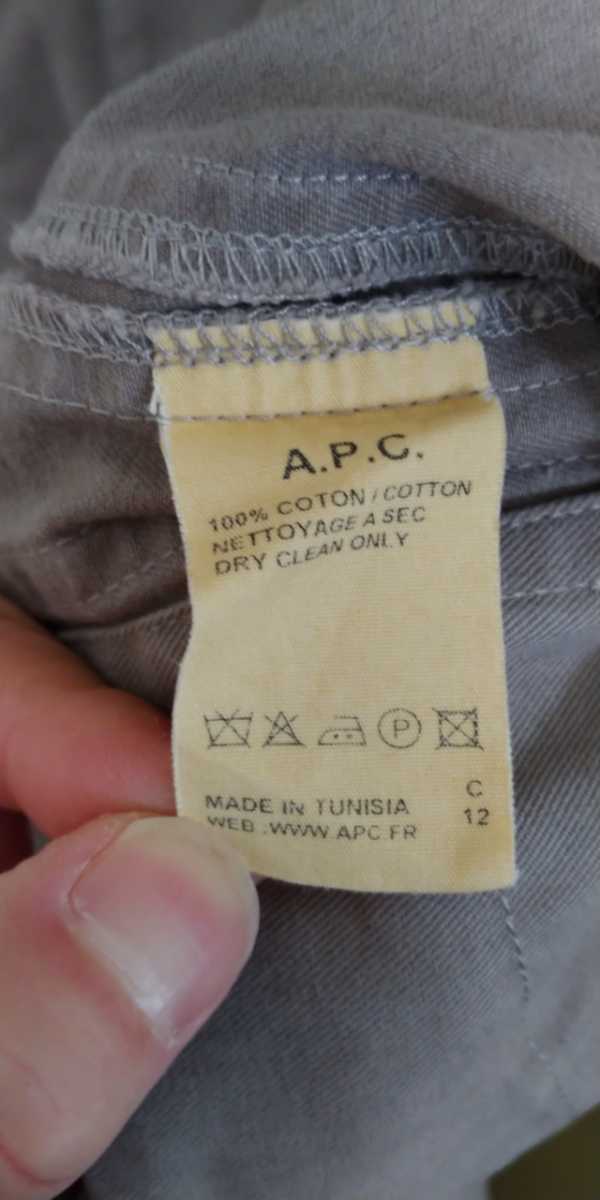 A.P.C.
100% COTON / COTTON
NETTOYAGE A SEC
DRY CLEAN ONLY
P
MADE IN TUNISIA
WEB : WWW.APC.FR
C
12